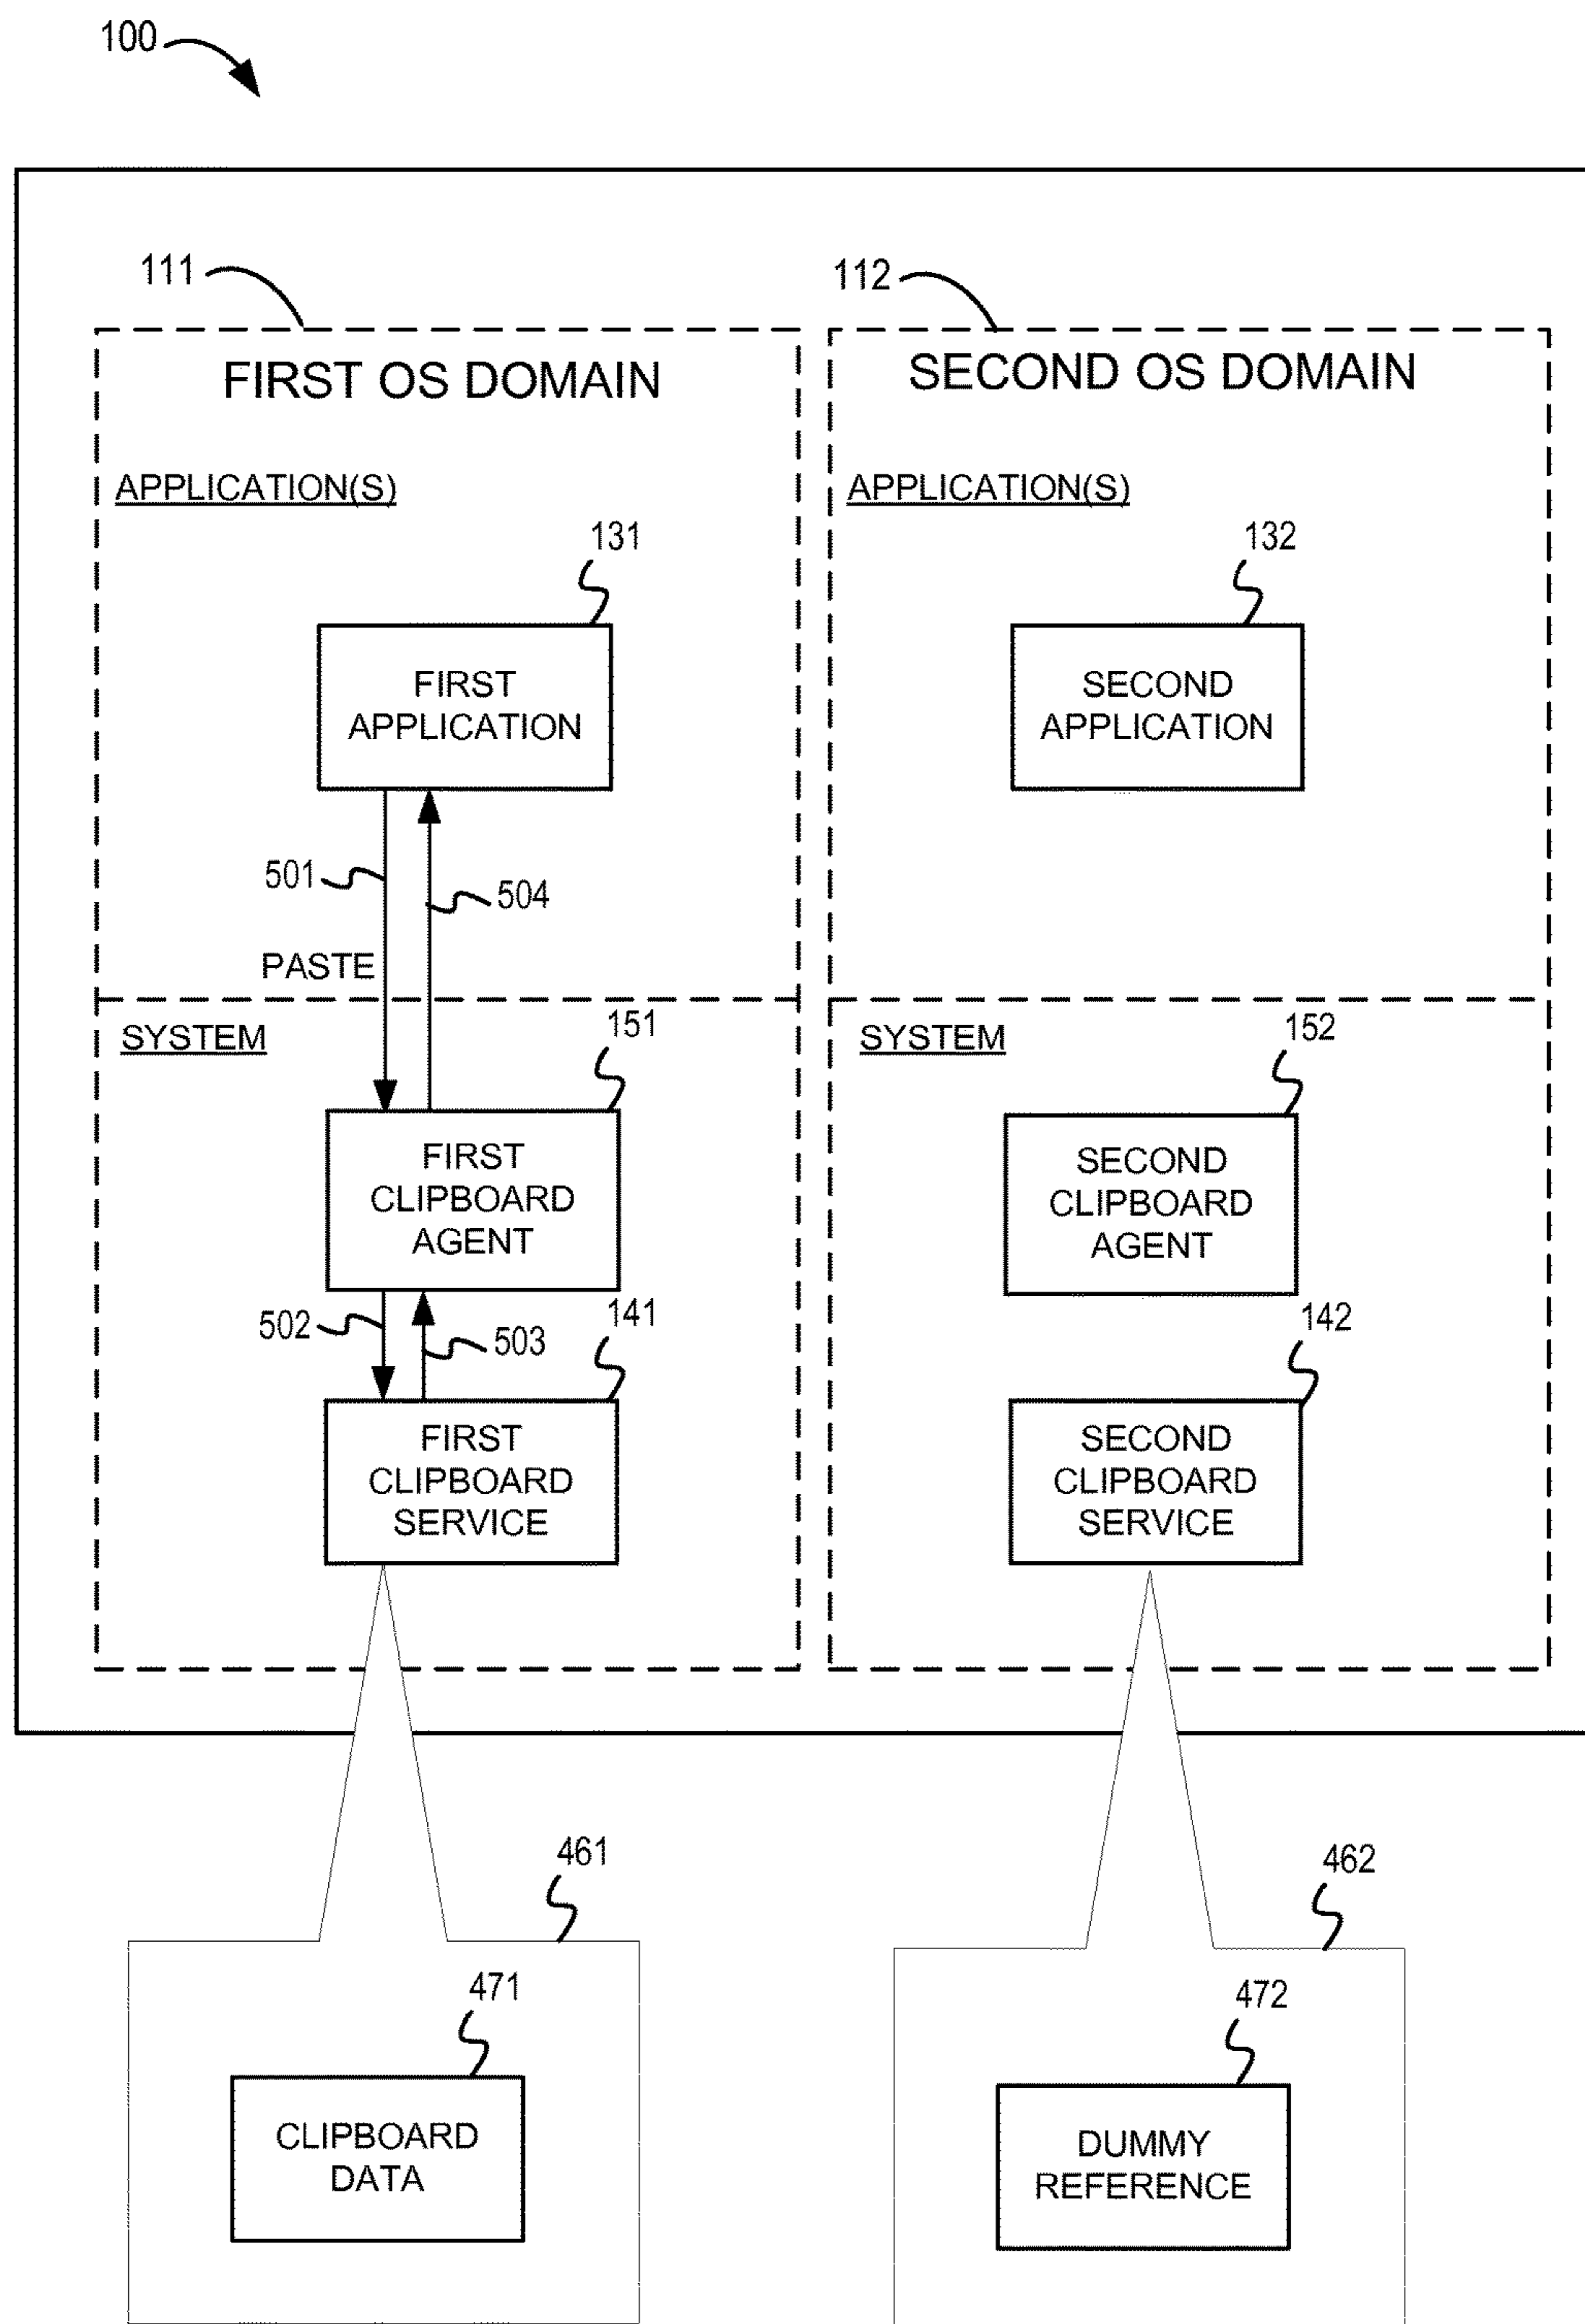 100
111
112
FIRST OS DOMAIN
SECOND OS DOMAIN
APPLICATION(S)
APPLICATION(S)
131
132
FIRST
APPLICATION
SECOND
APPLICATION
501
504
PASTE
SYSTEM
151
SYSTEM
152
FIRST
CLIPBOARD
AGENT
SECOND
CLIPBOARD
AGENT
502
503
141
142
FIRST
CLIPBOARD
SERVICE
SECOND
CLIPBOARD
SERVICE
461
462
471
472
CLIPBOARD
DATA
DUMMY
REFERENCE